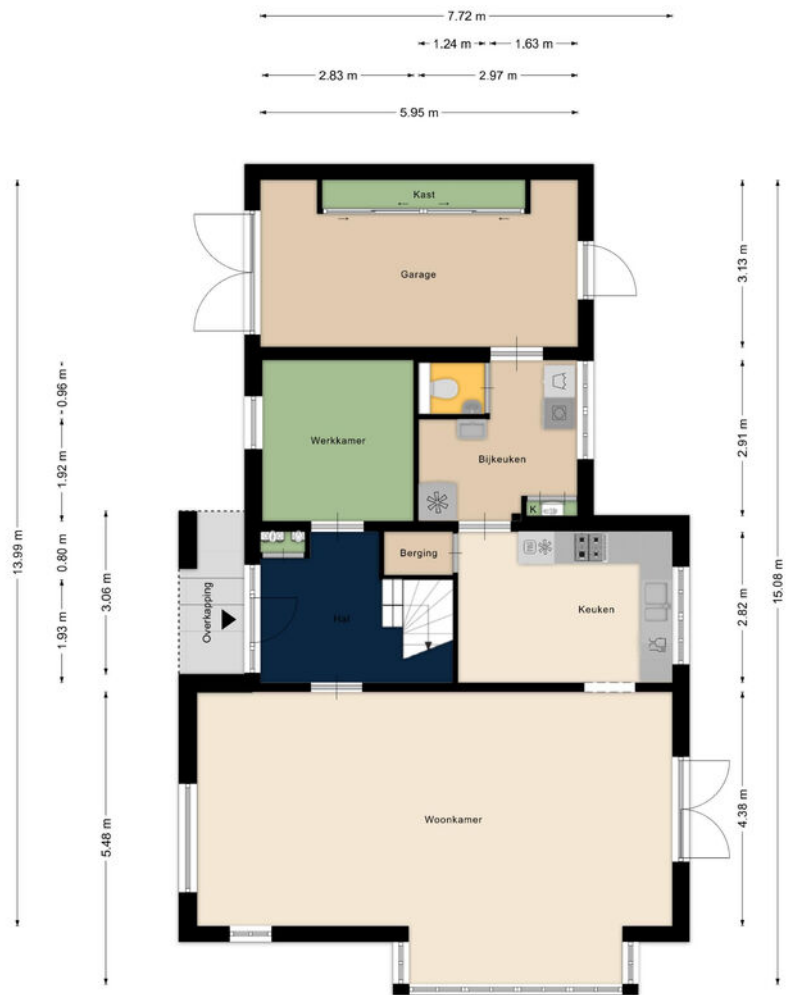 7.72 m
1.24 m
1.63 m
2.83 m
2.97 m
5.95 m
Kast
Garage
3.13 m
0.96 m
Werkkamer
Bijkeuken
2.91 m
1.92 m
K
13.99 m
15.08 m
0.80 m
3.06 m
1.93 m
Overkapping
Berging
Hal
Keuken
2.82 m
Woonkamer
5.48 m
4.38 m